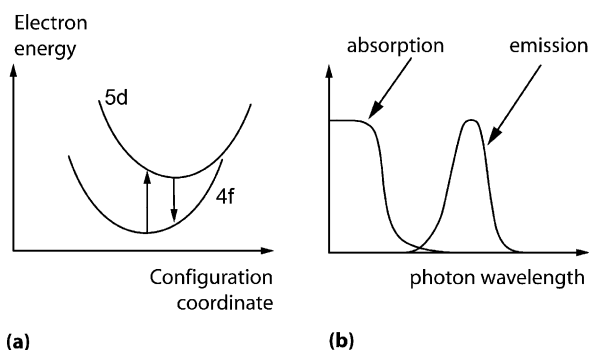 Electron
energy
5d
4f
Configuration
coordinate
(a)
absorption
emission
photon wavelength
(b)